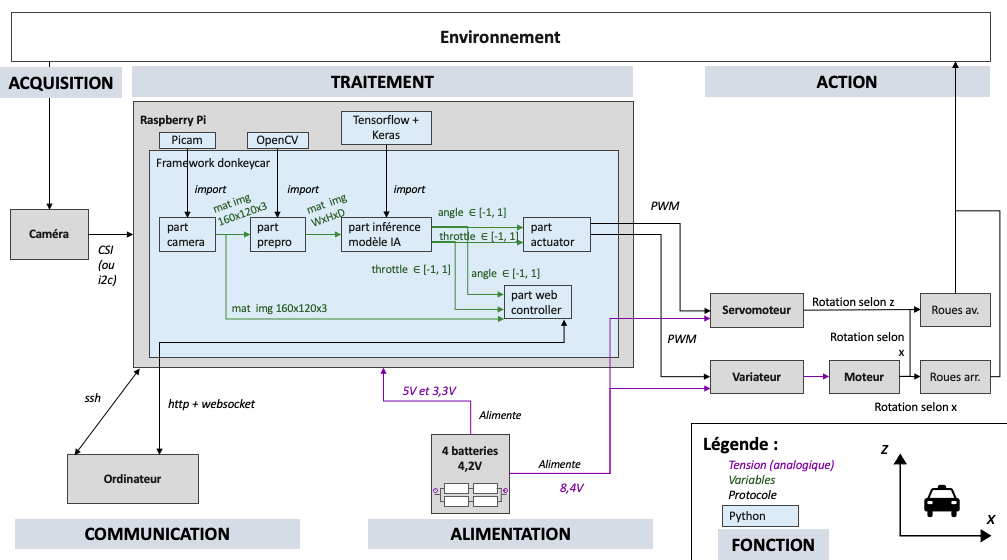 Environnement
ACQUISITION
TRAITEMENT
ACTION
Raspberry Pi
Picam
OpenCV
Tensorflow +
Keras
Framework donkeycar
import
import
import
mat img
160x120x3
mat img
WxHxD
part
camera
part
prepro
part inférence
modèle IA
angle ∈ [-1, 1]
throttle ∈ [-1, 1]
part
actuator
throttle ∈ [-1, 1]
angle ∈ [-1, 1]
part web
controller
mat img 160x120x3
Caméra
CSI
(ou
i2c)
PWM
PWM
Servomoteur
Rotation selon z
Roues av.
Rotation selon
x
Variateur
Moteur
Roues arr.
Rotation selon x
ssh
http + websocket
5V et 3,3V
Alimente
4 batteries
4,2V
Alimente
8,4V
Ordinateur
COMMUNICATION
ALIMENTATION
Légende :
Tension (analogique)
Variables
Protocole
Python
FONCTION
Z
X